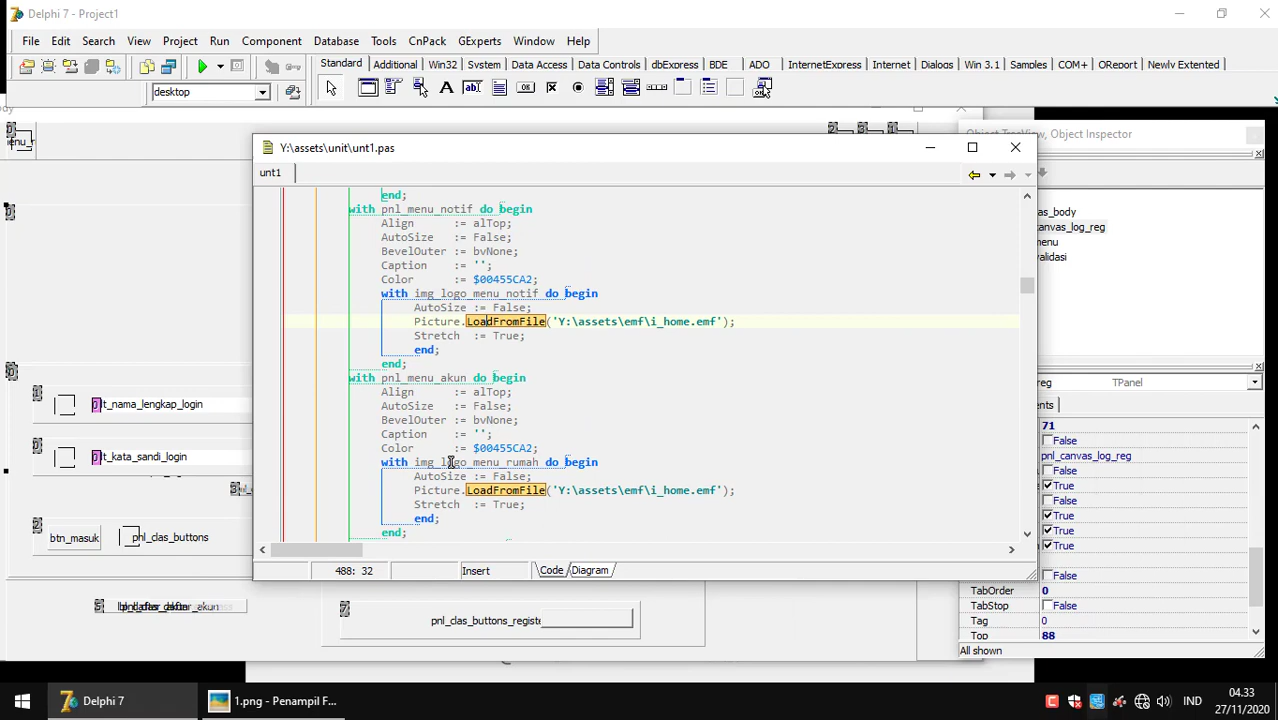 Delphi 7 - Project1
File Edit Search View Project Run Component Database Tools CnPack GExperts Window Help
Standard Additional Win32 System Data Access Data Controls dbExpress BDE ADO InternetExpress Internet Dialogs Win 3.1 Samples COM+ QReport Newly Extended
desktop
Object TreeView, Object Inspector
Y:\assets\unit\unt1.pas
unt1
end;
with pnl_menu_notif do begin
Align := alTop;
AutoSize := False;
BevelOuter := bvNone;
Caption := '';
Color := $00455CA2;
with img_logo_menu_notif do begin
AutoSize := False;
Picture.LoadFromFile('Y:\assets\emf\i_home.emf');
Stretch := True;
end;
end;
with pnl_menu_akun do begin
Align := alTop;
AutoSize := False;
BevelOuter := bvNone;
Caption := '';
Color := $00455CA2;
with img_logo_menu_rumah do begin
AutoSize := False;
Picture.LoadFromFile('Y:\assets\emf\i_home.emf');
Stretch := True;
end;
end;
488: 32 Insert Code Diagram
as_body
canvas_log_reg
menu
validasi
reg TPanel
ents
71
False
pnl_canvas_log_reg
False
True
False
True
True
True
False
TabOrder 0
TabStop False
Tag 0
Top 88
All shown
lt_nama_lengkap_login
lt_kata_sandi_login
btn_masuk pnl_clas_buttons
pnl_clas_buttons_registe
Delphi 7 1.png - Penampil F...
IND
04.33
27/11/2020